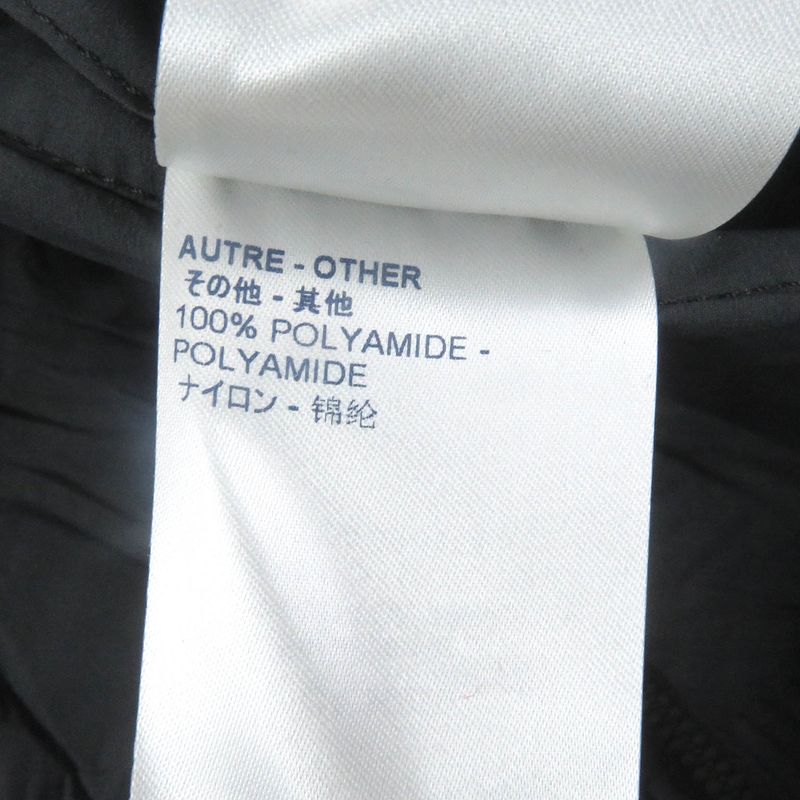 AUTRE - OTHER
その他 - 其他
100% POLYAMIDE -
POLYAMIDE
ナイロン - 锦纶